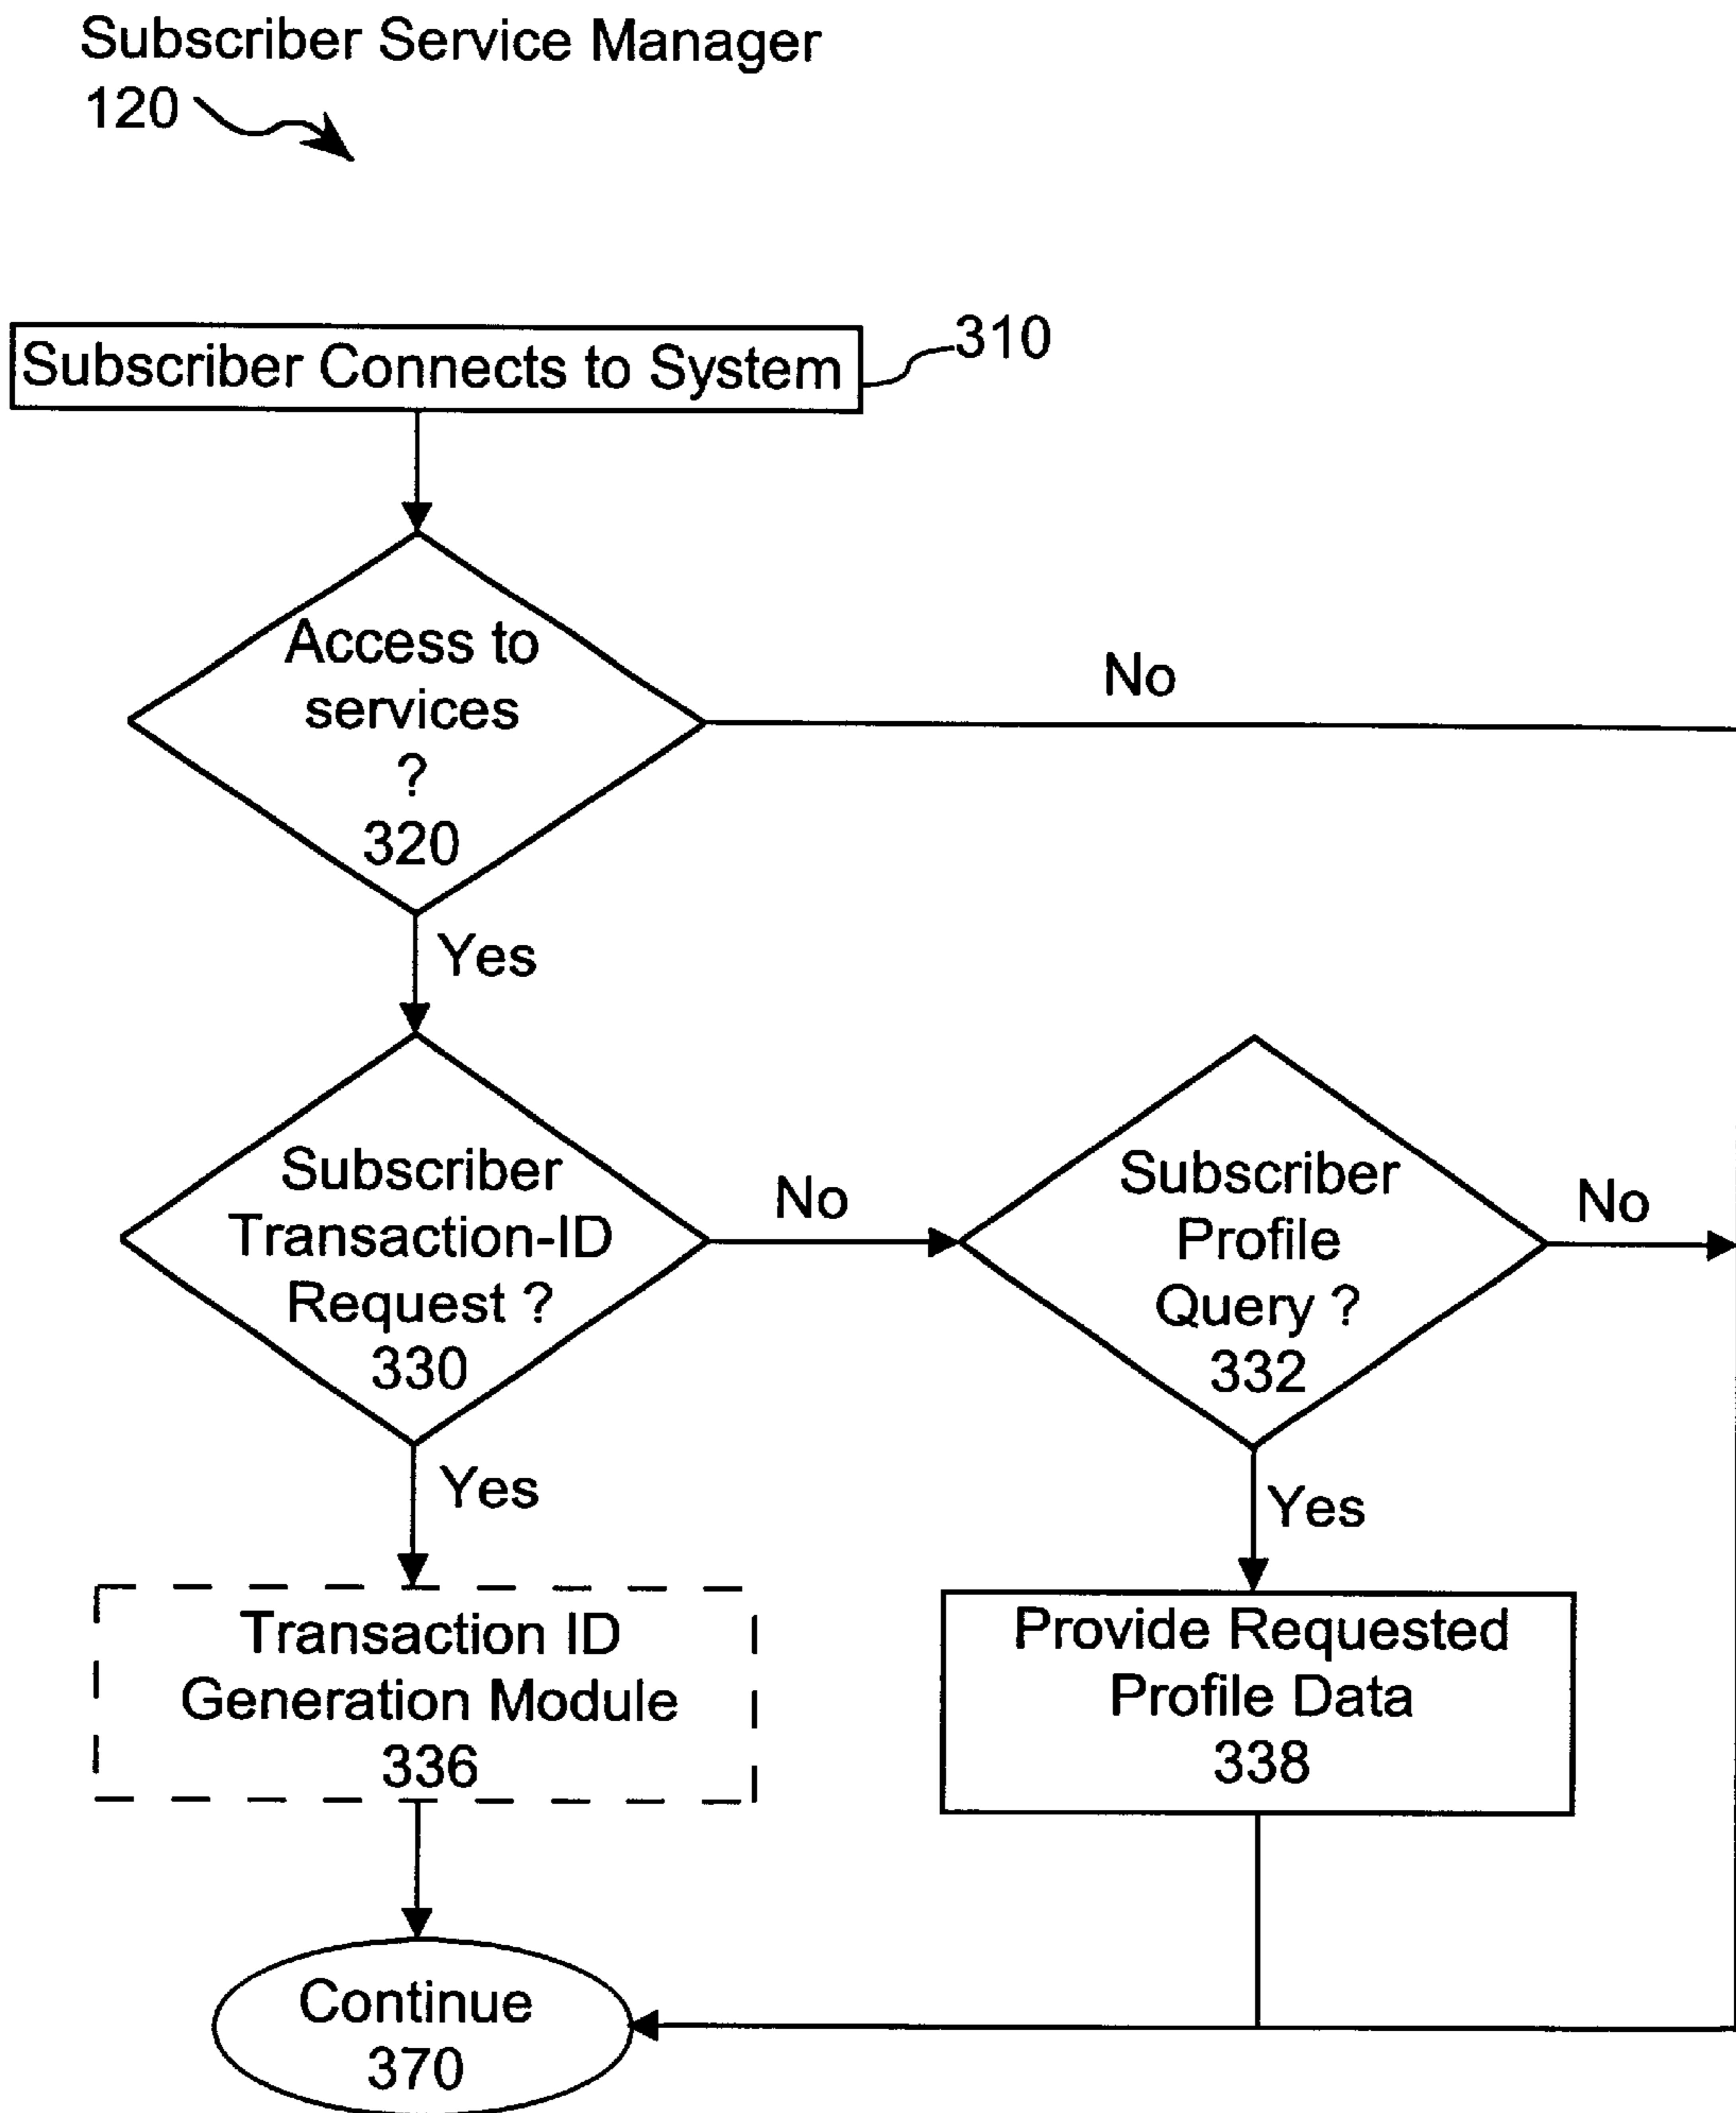 Subscriber Service Manager
120
Subscriber Connects to System
310
Access to
services
?
320
No
Yes
Subscriber
Transaction-ID
Request ?
330
No
Subscriber
Profile
Query ?
332
No
Yes
Yes
Transaction ID
Generation Module
336
Provide Requested
Profile Data
338
Continue
370